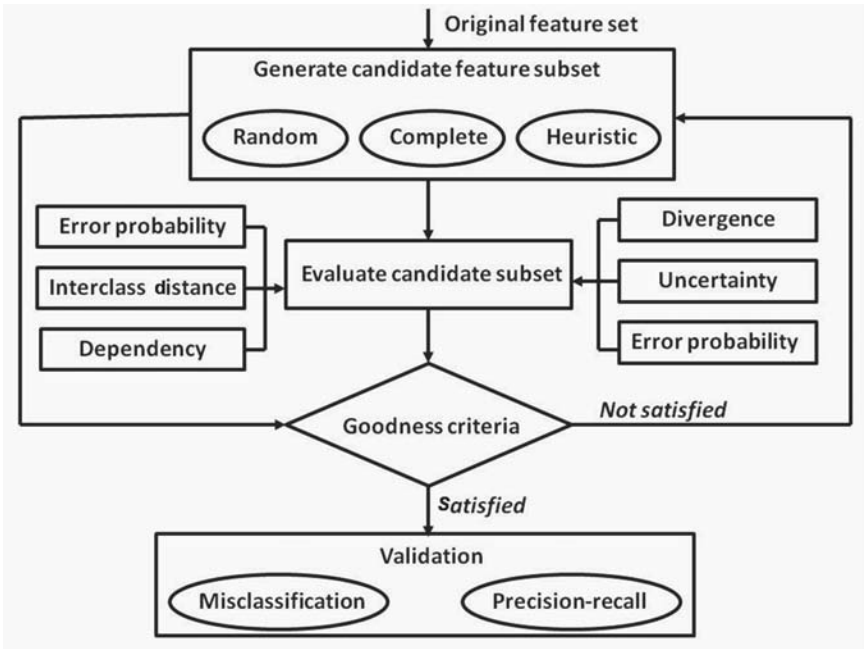 Original feature set
Generate candidate feature subset
Random
Complete
Heuristic
Error probability
Interclass distance
Dependency
Evaluate candidate subset
Divergence
Uncertainty
Error probability
Goodness criteria
Not satisfied
Satisfied
Validation
Misclassification
Precision-recall